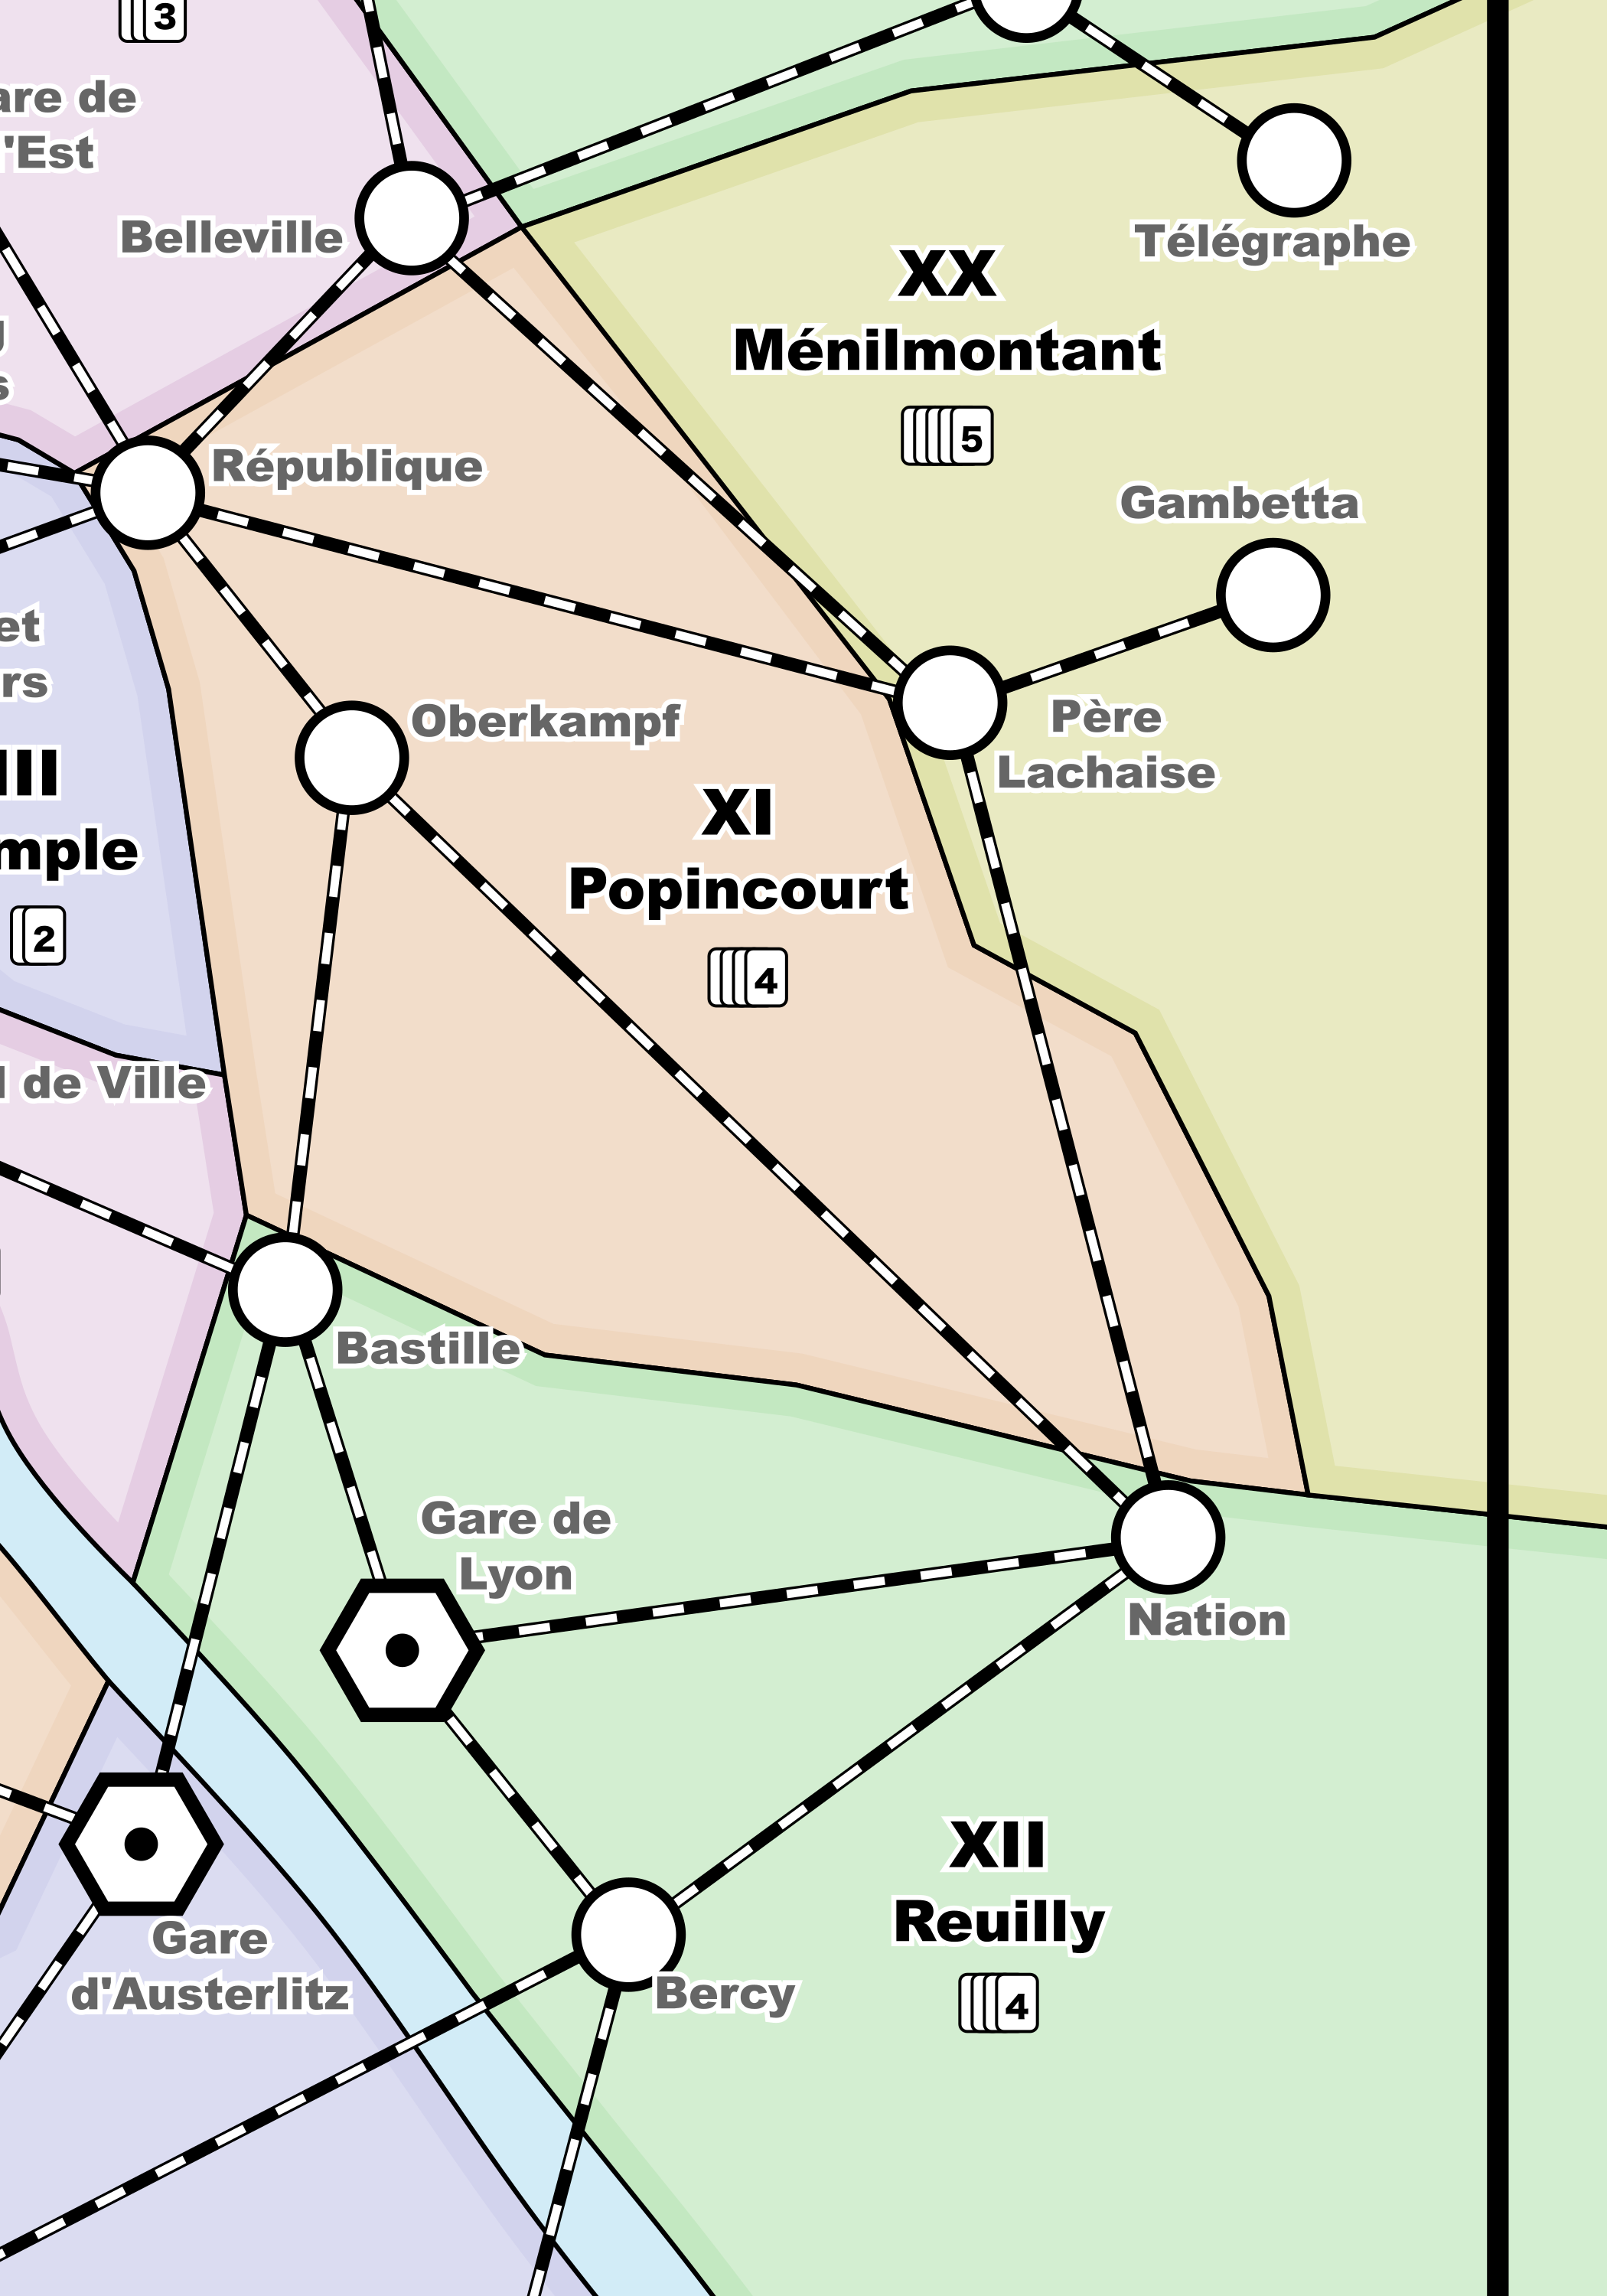 3
are de
'Est
Belleville
Télégraphe
XX
Ménilmontant
5
République
Gambetta
et
rs
Oberkampf
Père
Lachaise
III
mple
2
XI
Popincourt
4
de Ville
Bastille
Gare de
Lyon
Nation
XII
Reuilly
4
Gare
d'Austerlitz
Bercy